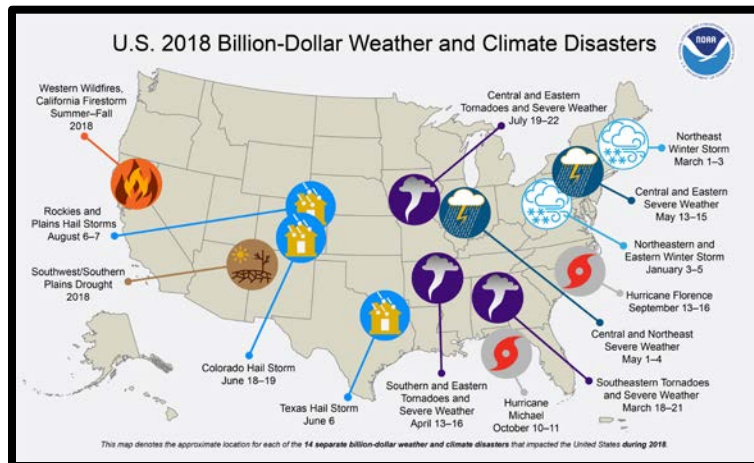 U.S. 2018 Billion-Dollar Weather and Climate Disasters
NOAA
Western Wildfires,
California Firestorm
Summer–Fall
2018
Central and Eastern
Tornadoes and Severe Weather
July 19–22
Northeast
Winter Storm
March 1–3
Central and Eastern
Severe Weather
May 13–15
Rockies and
Plains Hail Storms
August 6–7
Northeastern and
Eastern Winter Storm
January 3–5
Southwest/Southern
Plains Drought
2018
Hurricane Florence
September 13–16
Central and Northeast
Severe Weather
May 1–4
Colorado Hail Storm
June 18–19
Texas Hail Storm
June 6
Southern and Eastern
Tornadoes and
Severe Weather
April 13–16
Hurricane
Michael
October 10–11
Southeastern Tornadoes
and Severe Weather
March 18–21
This map denotes the approximate location for each of the 14 separate billion-dollar weather and climate disasters that impacted the United States during 2018.